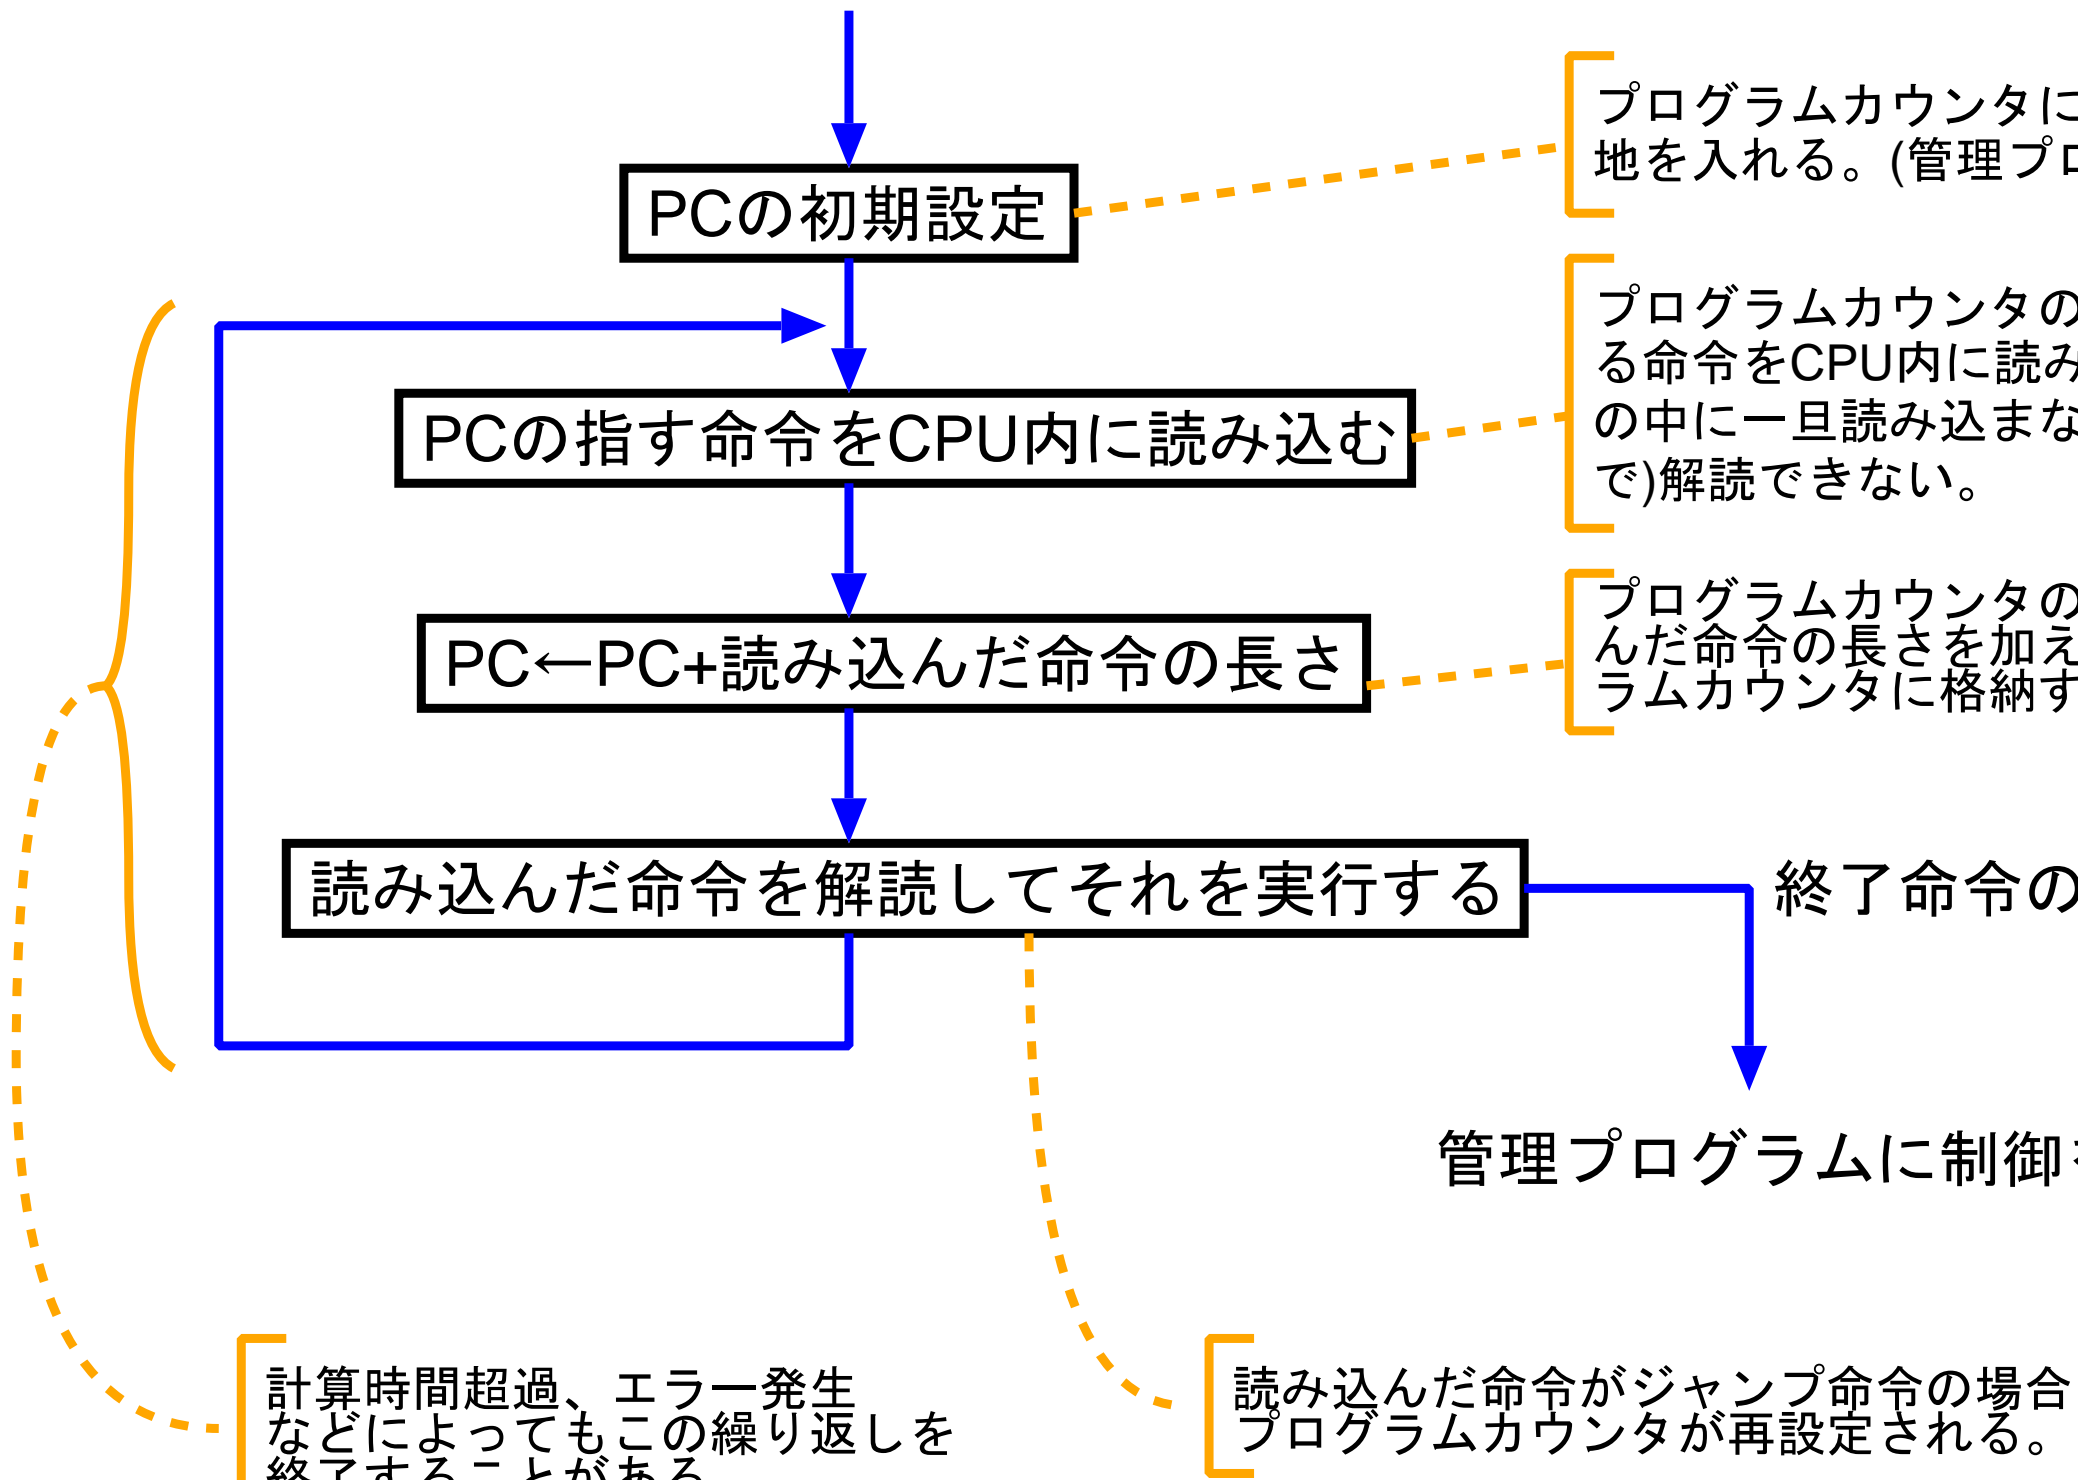 プログラムカウンタに
地を入れる。(管理プロ
PCの初期設定
プログラムカウンタの
る命令をCPU内に読み
の中に一旦読み込まな
で)解読できない。
PCの指す命令をCPU内に読み込む
プログラムカウンタの
んだ命令の長さを加え
ラムカウンタに格納す
PC←PC+読み込んだ命令の長さ
読み込んだ命令を解読してそれを実行する
終了命令の
管理プログラムに制御を
計算時間超過、エラー発生
などによってもこの繰り返しを
終了することがある
読み込んだ命令がジャンプ命令の場合
プログラムカウンタが再設定される。